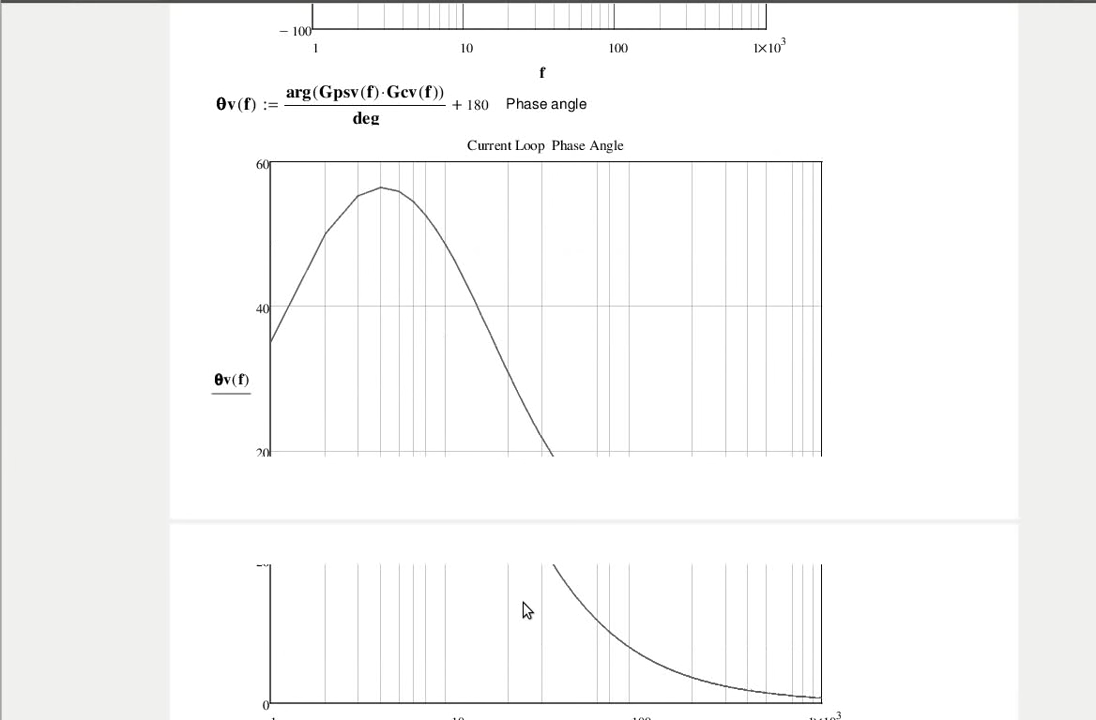 − 100
1 10 100 1×10³
f
θv(f) := arg(Gpsv(f)·Gcv(f)) / deg + 180 Phase angle
Current Loop Phase Angle
60
40
θv(f)
20
0